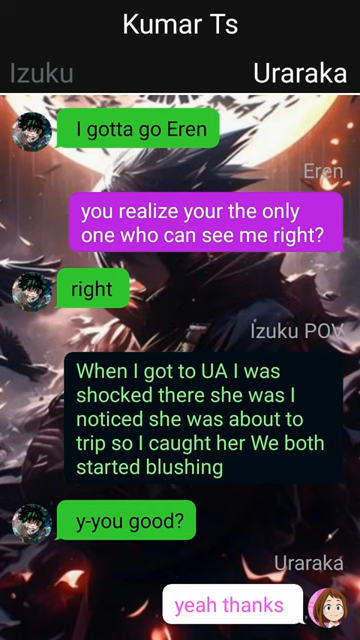 Kumar Ts
Izuku
Uraraka
I gotta go Eren
Eren
you realize your the only
one who can see me right?
right
Izuku POV
When I got to UA I was
shocked there she was I
noticed she was about to
trip so I caught her We both
started blushing
y-you good?
Uraraka
yeah thanks